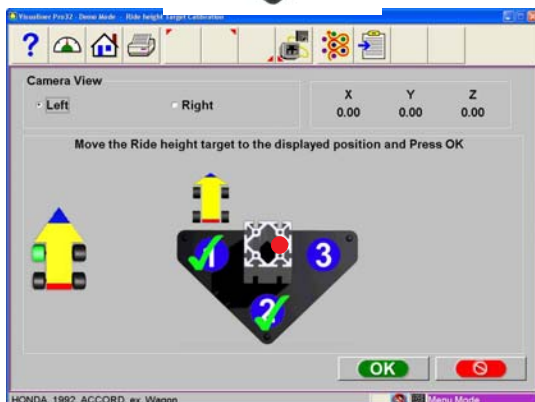 Visualiner Pro32 - Demo Mode - Ride height Target Calibration
?
Camera View
Left
Right
X Y Z
0.00 0.00 0.00
Move the Ride height target to the displayed position and Press OK
1
3
2
OK
HONDA, 1992, ACCORD, ex, Wagon
Menu Mode